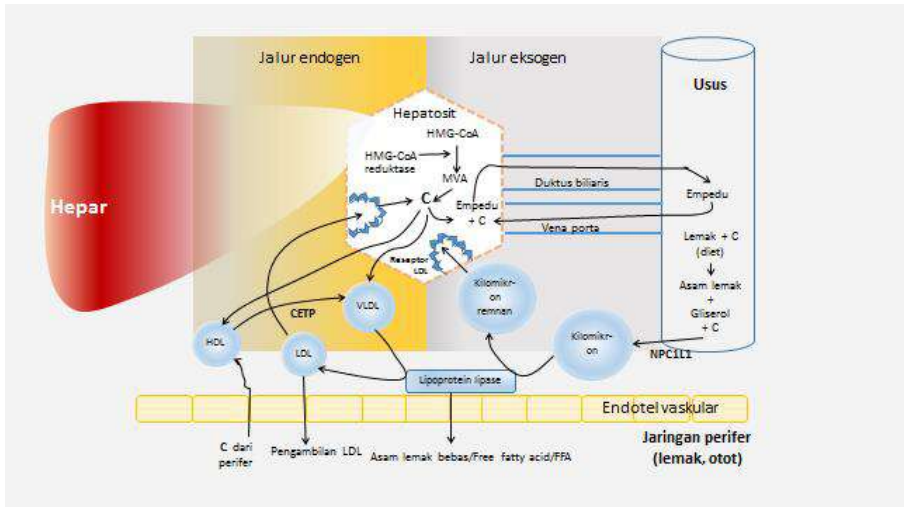 Jalur endogen
Jalur eksogen
Usus
Hepatosit
HMG-CoA
HMG-CoA
reduktase
MVA
C
Empedu
+ C
Duktus biliaris
Empedu
Hepar
Vena porta
Lemak + C
(diet)
Asam lemak
+
Gliserol
+ C
Reseptor
LDL
Kilomikr-
on
remnan
VLDL
CETP
HDL
LDL
Kilomikr-
on
NPC1L1
Lipoprotein lipase
Endotel vaskular
C dari
perifer
Pengambilan LDL
Asam lemak bebas/Free fatty acid/FFA
Jaringan perifer
(lemak, otot)